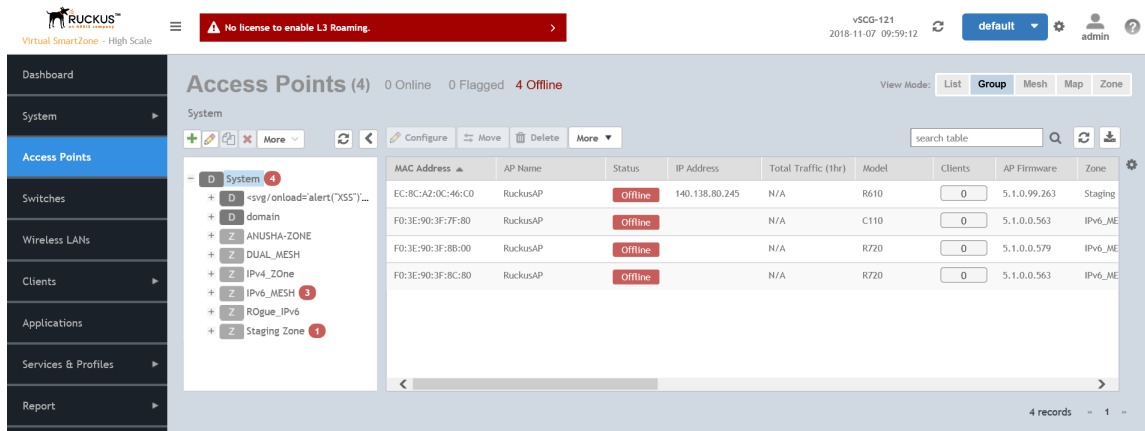 RUCKUS™
an ARRIS company
Virtual SmartZone - High Scale
No license to enable L3 Roaming.
vSCG-121
2018-11-07 09:59:12
default
admin
Dashboard
System
Access Points
Switches
Wireless LANs
Clients
Applications
Services & Profiles
Report
Access Points (4) 0 Online 0 Flagged 4 Offline
View Mode: List Group Mesh Map Zone
System
More
Configure Move Delete More
search table
D System 4
+ D <svg/onload='alert("XSS")'...
+ D domain
+ Z ANUSHA-ZONE
+ Z DUAL_MESH
+ Z IPv4_ZOne
+ Z IPv6_MESH 3
+ Z ROgue_IPv6
+ Z Staging Zone 1
MAC Address AP Name Status IP Address Total Traffic (1hr) Model Clients AP Firmware Zone
EC:8C:A2:0C:46:C0 RuckusAP Offline 140.138.80.245 N/A R610 0 5.1.0.99.263 Staging
F0:3E:90:3F:7F:80 RuckusAP Offline N/A C110 0 5.1.0.0.563 IPv6_ME
F0:3E:90:3F:8B:00 RuckusAP Offline N/A R720 0 5.1.0.0.579 IPv6_ME
F0:3E:90:3F:8C:80 RuckusAP Offline N/A R720 0 5.1.0.0.563 IPv6_ME
4 records « 1 »